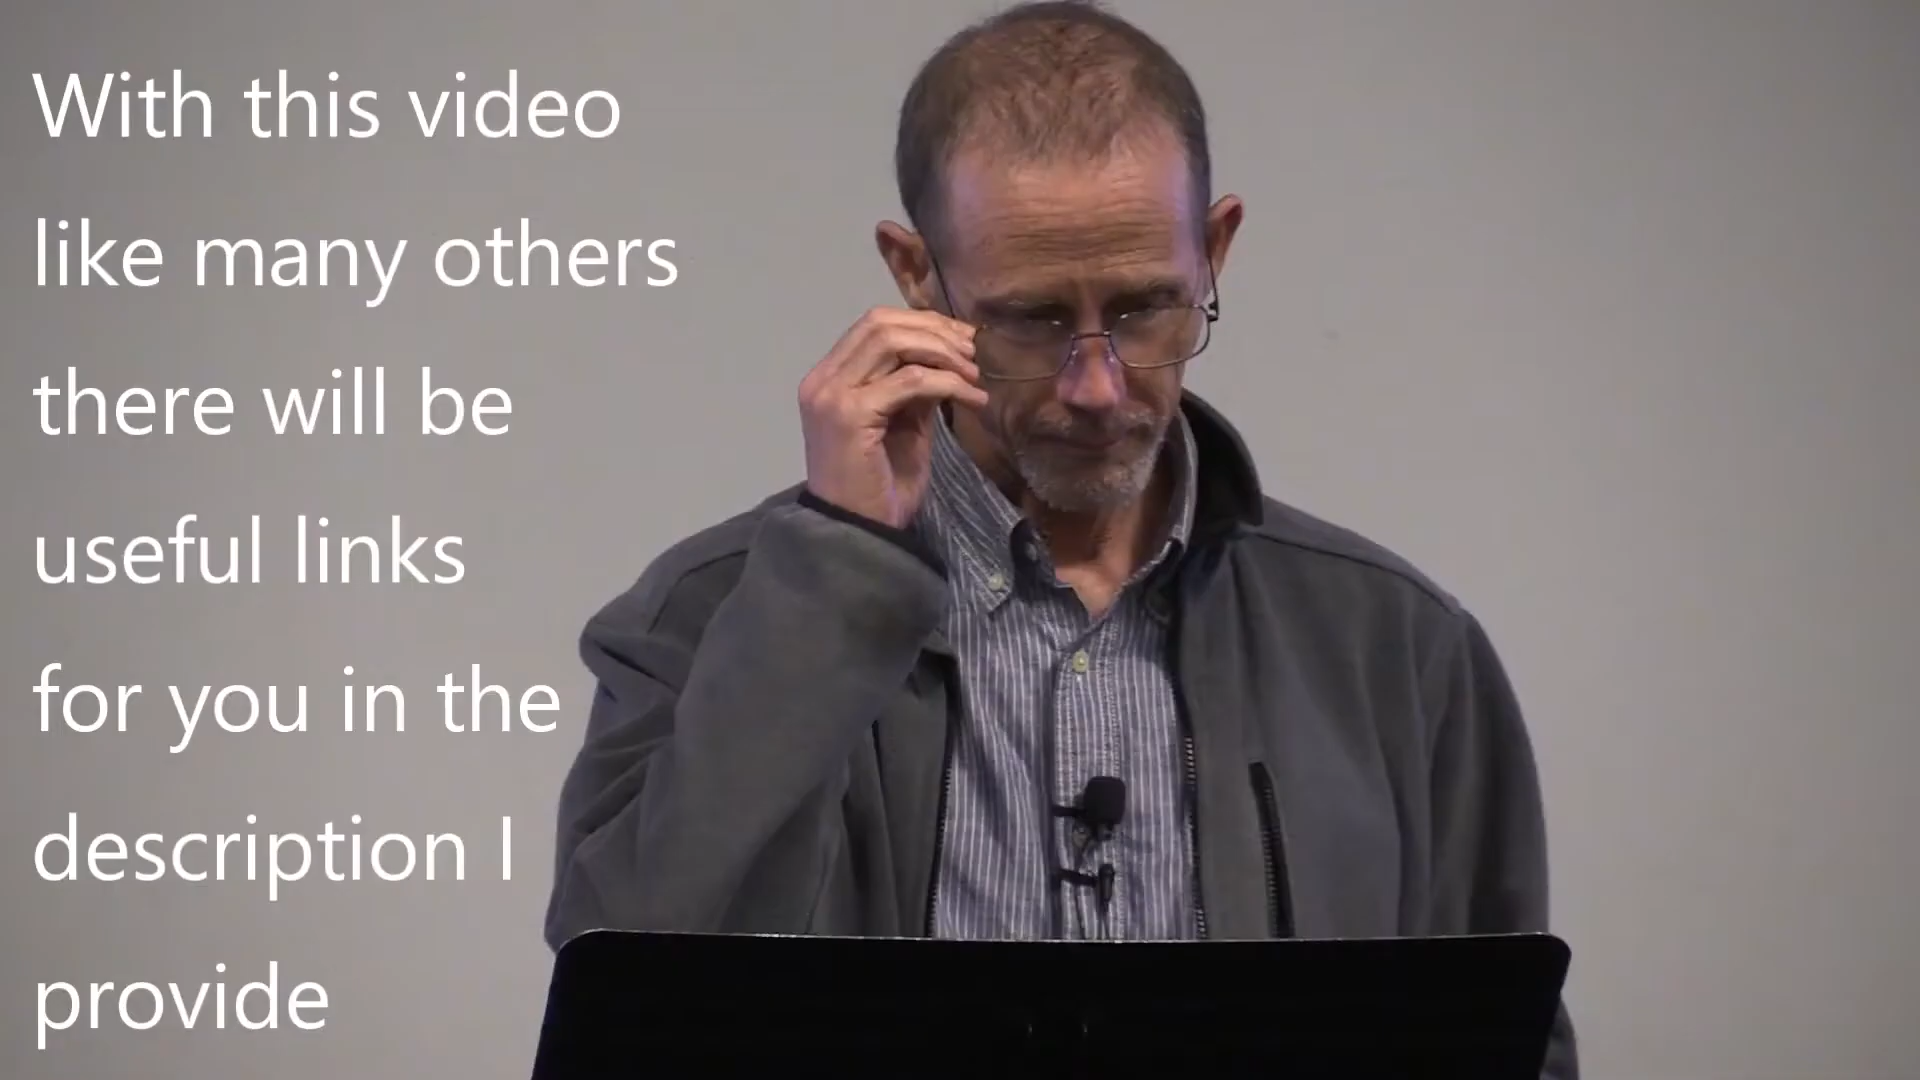 With this video
like many others
there will be
useful links
for you in the
description I
provide